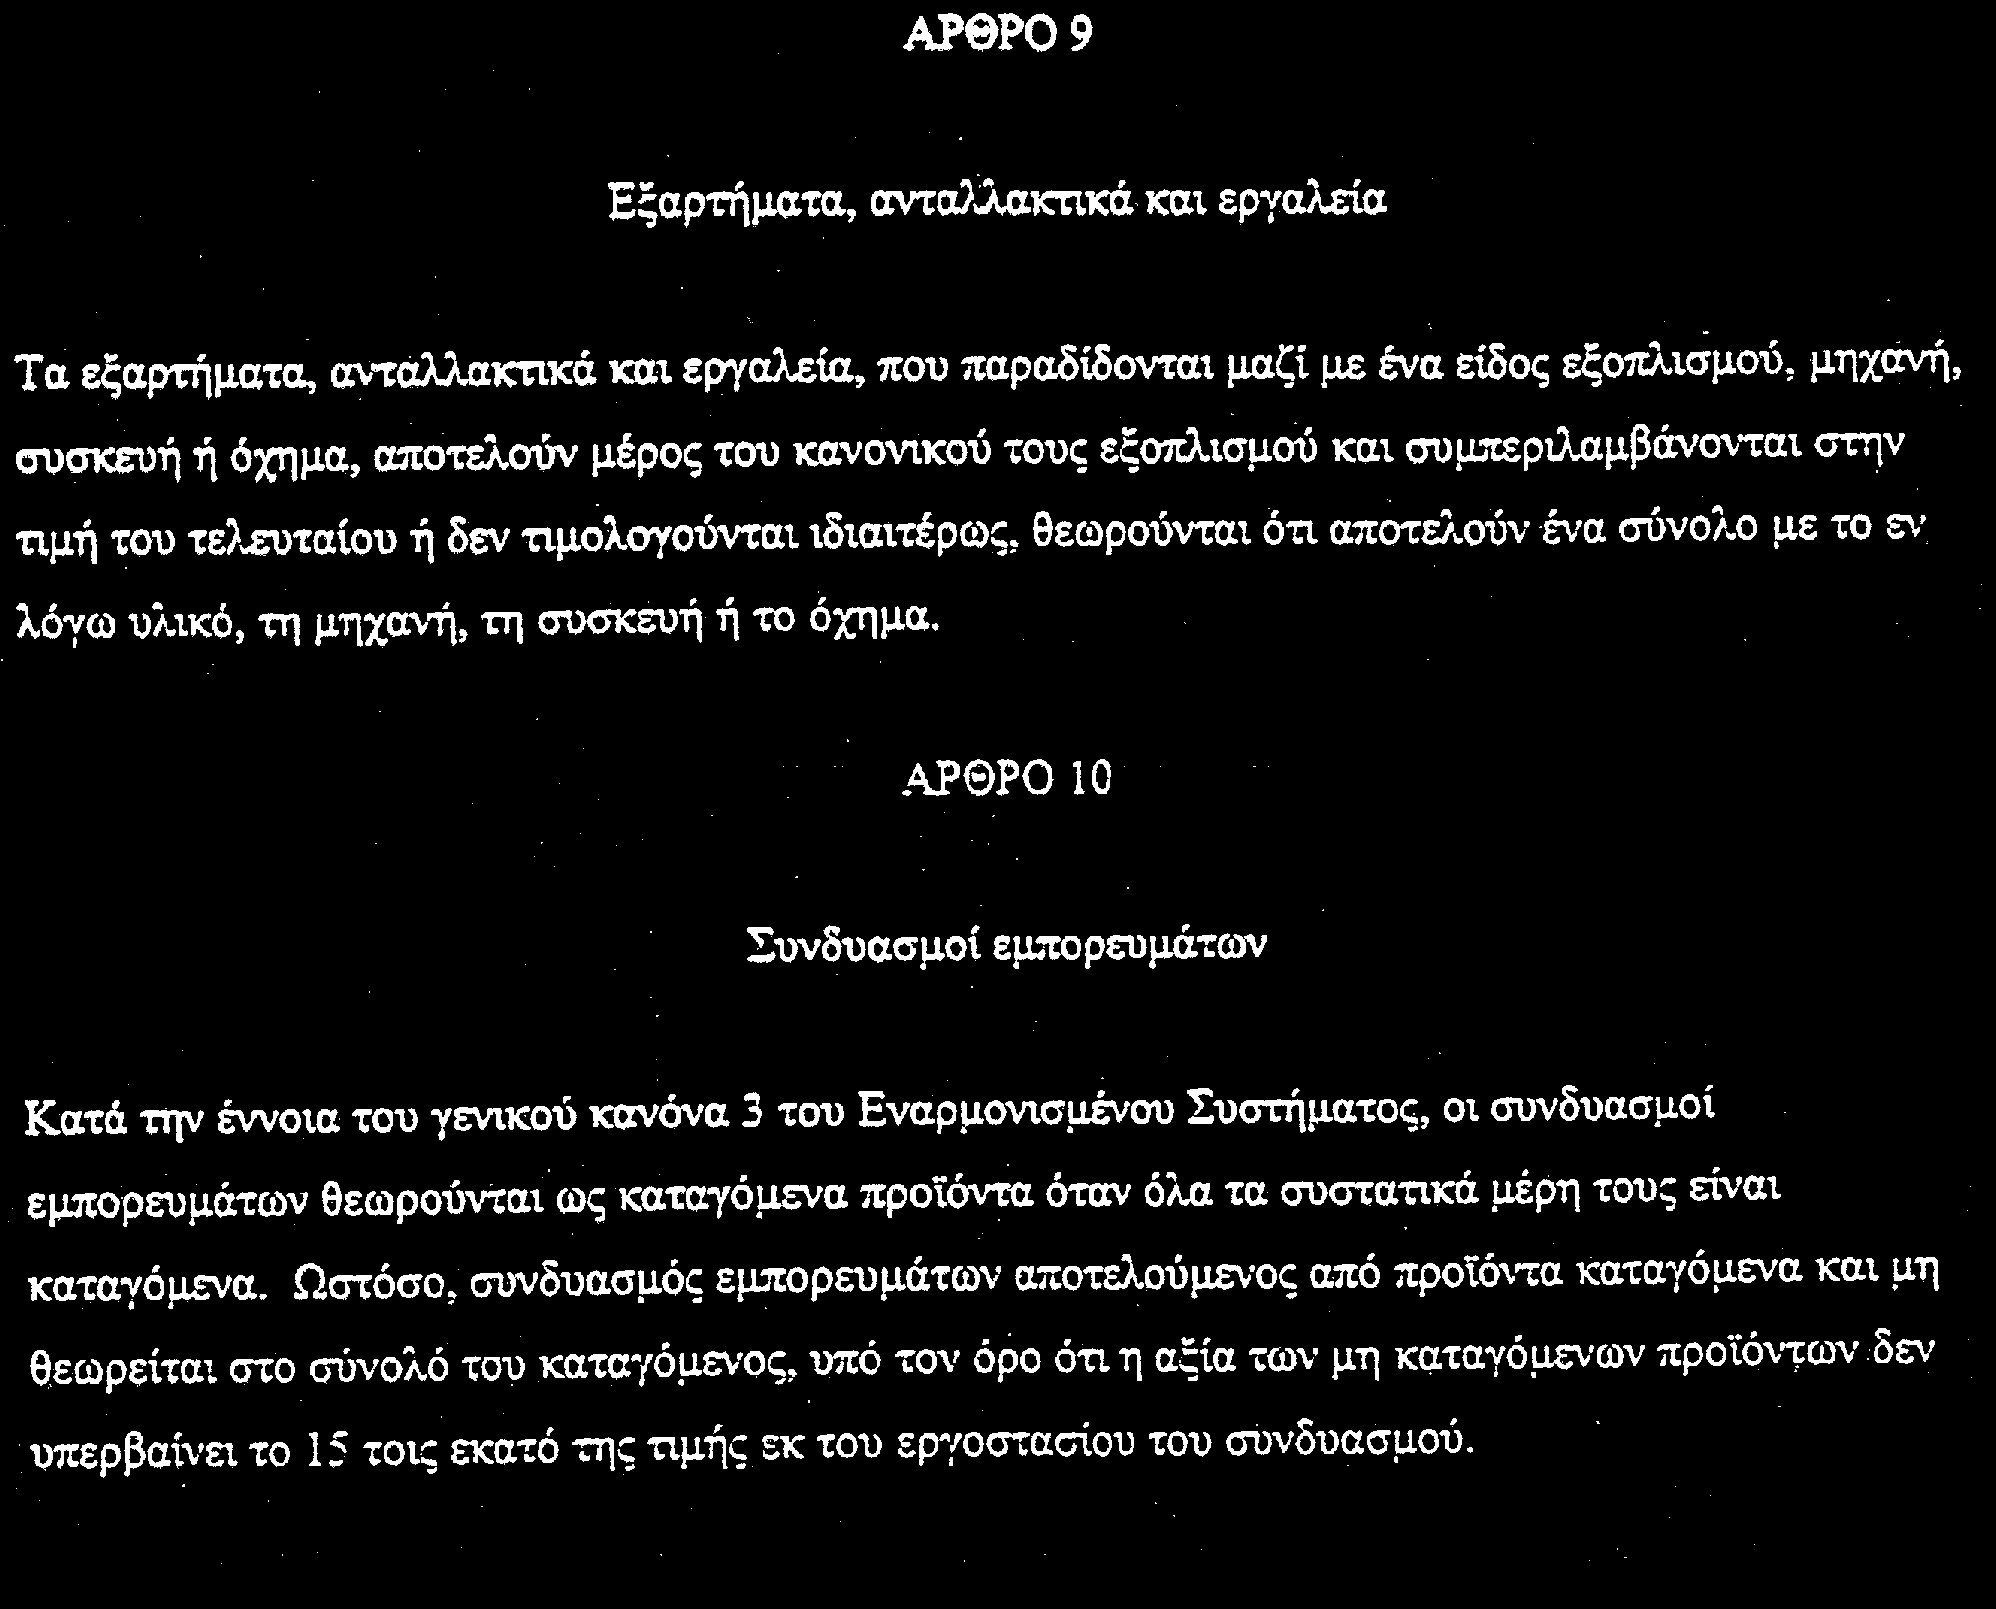 ΑΡΘΡΟ 9
Εξαρτήματα, ανταλλακτικά και εργαλεία
Τα εξαρτήματα, ανταλλακτικά και εργαλεία, που παραδίδονται μαζί με ένα είδος εξοπλισμού, μηχανή,
συσκευή ή όχημα, αποτελούν μέρος του κανονικού τους εξοπλισμού και συμπεριλαμβάνονται στην
τιμή του τελευταίου ή δεν τιμολογούνται ιδιαιτέρως, θεωρούνται ότι αποτελούν ένα σύνολο με το εν
λόγω υλικό, τη μηχανή, τη συσκευή ή το όχημα.
ΑΡΘΡΟ 10
Συνδυασμοί εμπορευμάτων
Κατά την έννοια του γενικού κανόνα 3 του Εναρμονισμένου Συστήματος, οι συνδυασμοί
εμπορευμάτων θεωρούνται ως καταγόμενα προϊόντα όταν όλα τα συστατικά μέρη τους είναι
καταγόμενα. Ωστόσο, συνδυασμός εμπορευμάτων αποτελούμενος από προϊόντα καταγόμενα και μη
θεωρείται στο σύνολό του καταγόμενος, υπό τον όρο ότι η αξία των μη καταγόμενων προϊόντων δεν
υπερβαίνει το 15 τοις εκατό της τιμής εκ του εργοστασίου του συνδυασμού.